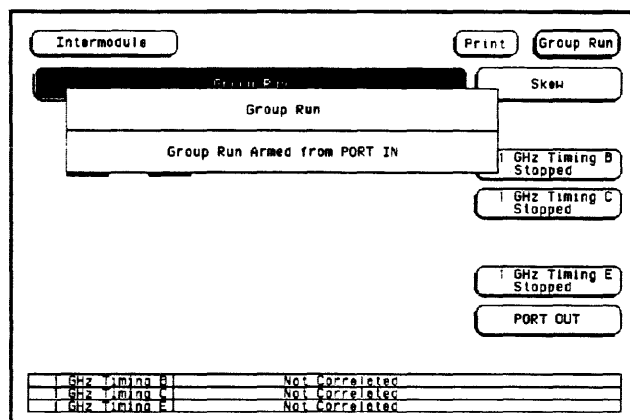 Intermodule
Print
Group Run
Group Run
Skew
Group Run
Group Run Armed from PORT IN
1 GHz Timing B
Stopped
1 GHz Timing C
Stopped
1 GHz Timing E
Stopped
PORT OUT
1 GHz Timing B Not Correlated
1 GHz Timing C Not Correlated
1 GHz Timing E Not Correlated